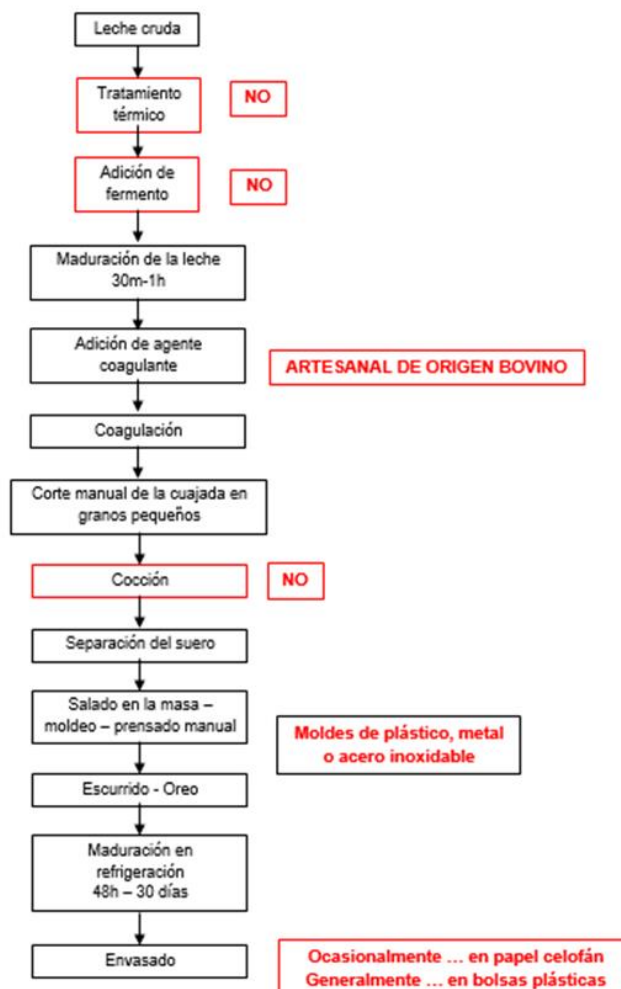 Leche cruda
Tratamiento
térmico
NO
Adición de
fermento
NO
Maduración de la leche
30m-1h
Adición de agente
coagulante
ARTESANAL DE ORIGEN BOVINO
Coagulación
Corte manual de la cuajada en
granos pequeños
Cocción
NO
Separación del suero
Salado en la masa –
moldeo – prensado manual
Moldes de plástico, metal
o acero inoxidable
Escurrido - Oreo
Maduración en
refrigeración
48h – 30 días
Envasado
Ocasionalmente ... en papel celofán
Generalmente ... en bolsas plásticas